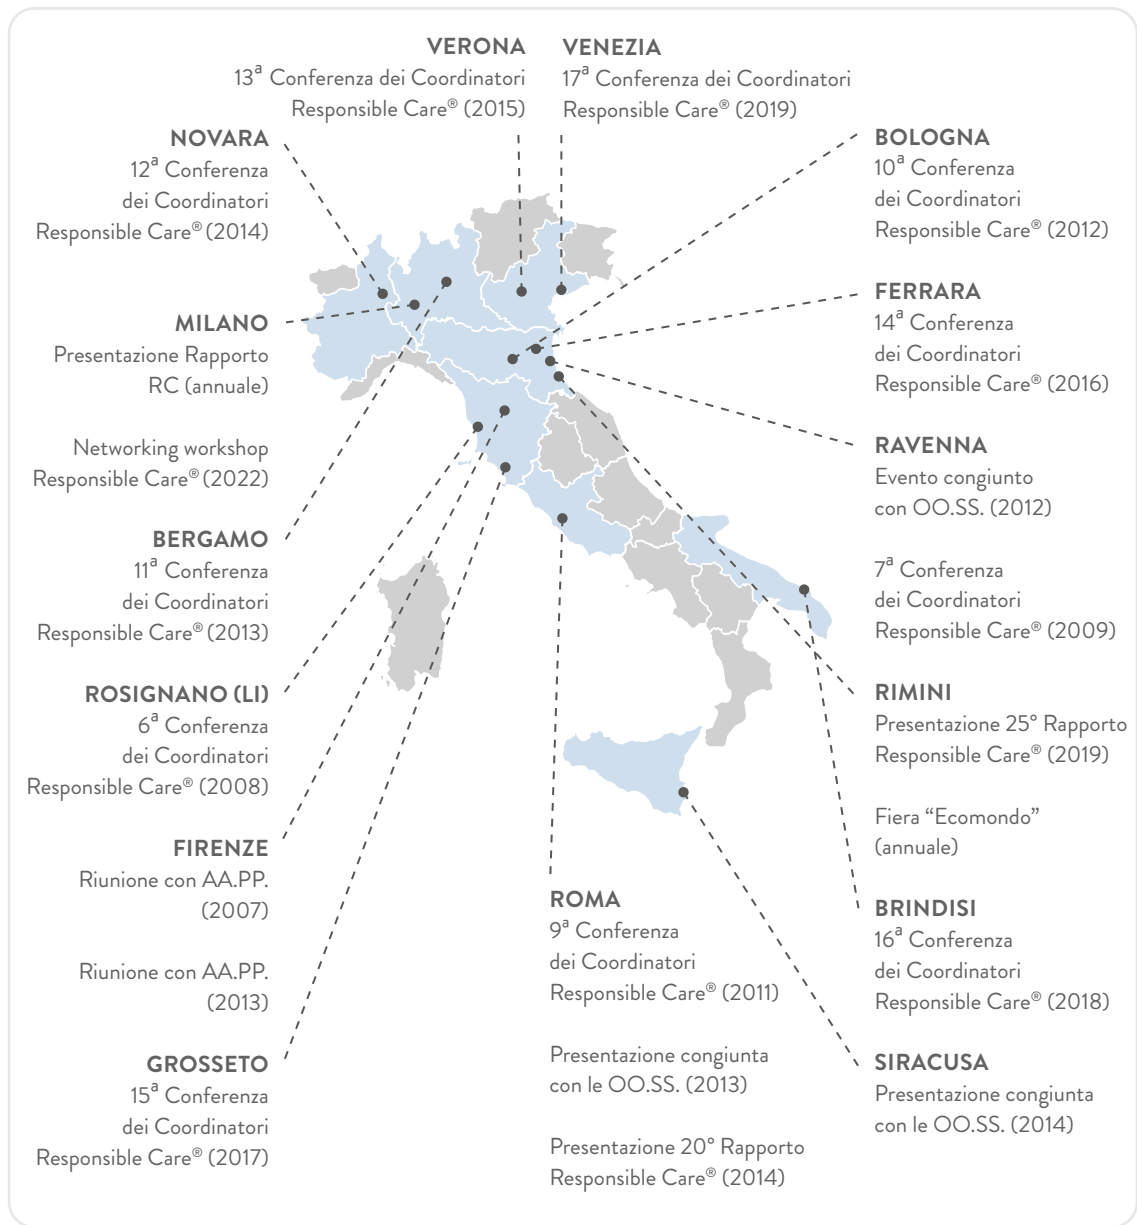 VERONA
13ª Conferenza dei Coordinatori
Responsible Care® (2015)
VENEZIA
17ª Conferenza dei Coordinatori
Responsible Care® (2019)
NOVARA
12ª Conferenza
dei Coordinatori
Responsible Care® (2014)
MILANO
Presentazione Rapporto
RC (annuale)
Networking workshop
Responsible Care® (2022)
BERGAMO
11ª Conferenza
dei Coordinatori
Responsible Care® (2013)
ROSIGNANO (LI)
6ª Conferenza
dei Coordinatori
Responsible Care® (2008)
FIRENZE
Riunione con AA.PP.
(2007)
Riunione con AA.PP.
(2013)
GROSSETO
15ª Conferenza
dei Coordinatori
Responsible Care® (2017)
ROMA
9ª Conferenza
dei Coordinatori
Responsible Care® (2011)
Presentazione congiunta
con le OO.SS. (2013)
Presentazione 20° Rapporto
Responsible Care® (2014)
BOLOGNA
10ª Conferenza
dei Coordinatori
Responsible Care® (2012)
FERRARA
14ª Conferenza
dei Coordinatori
Responsible Care® (2016)
RAVENNA
Evento congiunto
con OO.SS. (2012)
7ª Conferenza
dei Coordinatori
Responsible Care® (2009)
RIMINI
Presentazione 25° Rapporto
Responsible Care® (2019)
Fiera “Ecomondo”
(annuale)
BRINDISI
16ª Conferenza
dei Coordinatori
Responsible Care® (2018)
SIRACUSA
Presentazione congiunta
con le OO.SS. (2014)